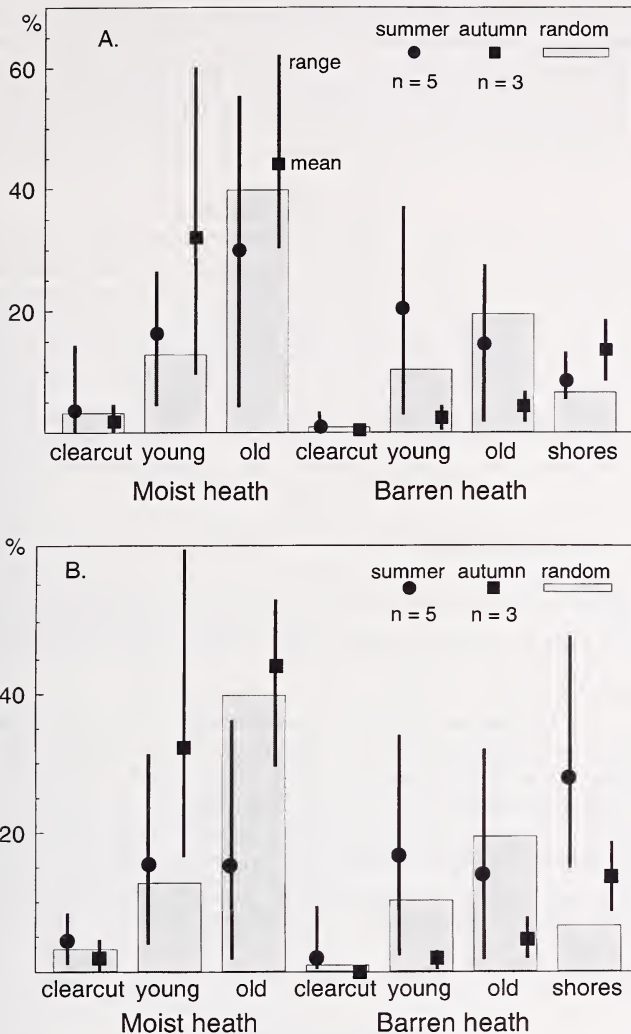 %
A.
summer autumn random
n = 5 n = 3
range
mean
60
40
20
clearcut young old clearcut young old shores
Moist heath Barren heath
%
B.
summer autumn random
n = 5 n = 3
40
20
clearcut young old clearcut young old shores
Moist heath Barren heath